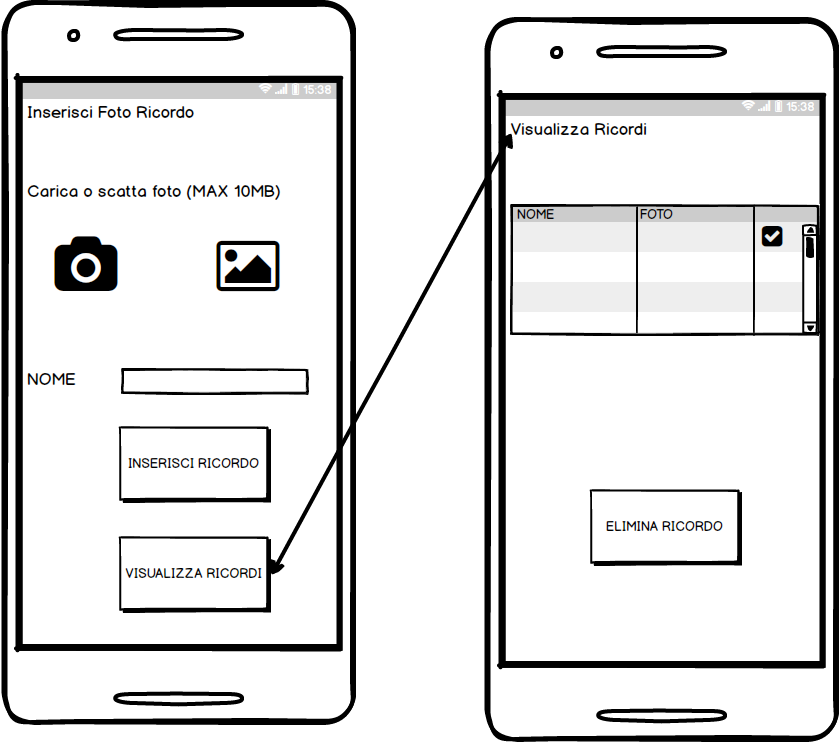 15:38
Inserisci Foto Ricordo
Carica o scatta foto (MAX 10MB)
NOME
INSERISCI RICORDO
VISUALIZZA RICORDI
15:38
Visualizza Ricordi
NOME FOTO
ELIMINA RICORDO